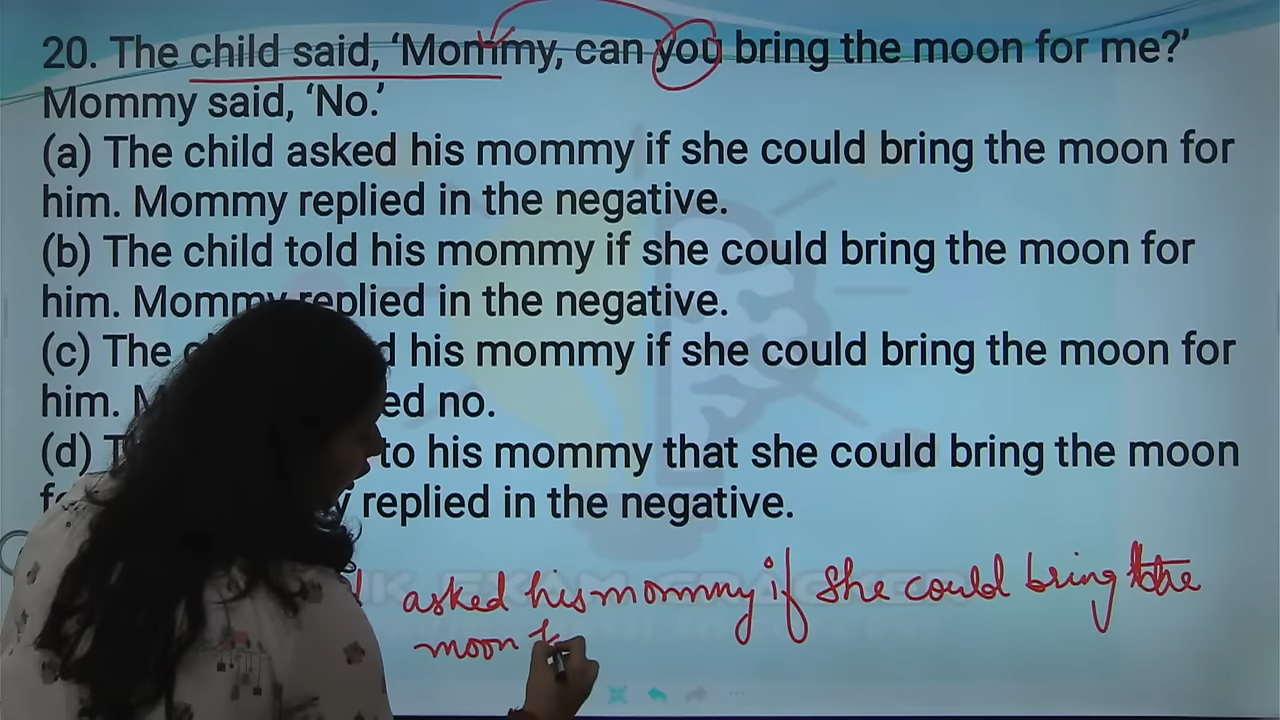 20. The child said, ‘Mommy, can you bring the moon for me?’
Mommy said, ‘No.’
(a) The child asked his mommy if she could bring the moon for
him. Mommy replied in the negative.
(b) The child told his mommy if she could bring the moon for
him. Mommy replied in the negative.
(c) The his mommy if she could bring the moon for
him. no.
(d) to his mommy that she could bring the moon
replied in the negative.
asked his mommy if she could bring the
moon